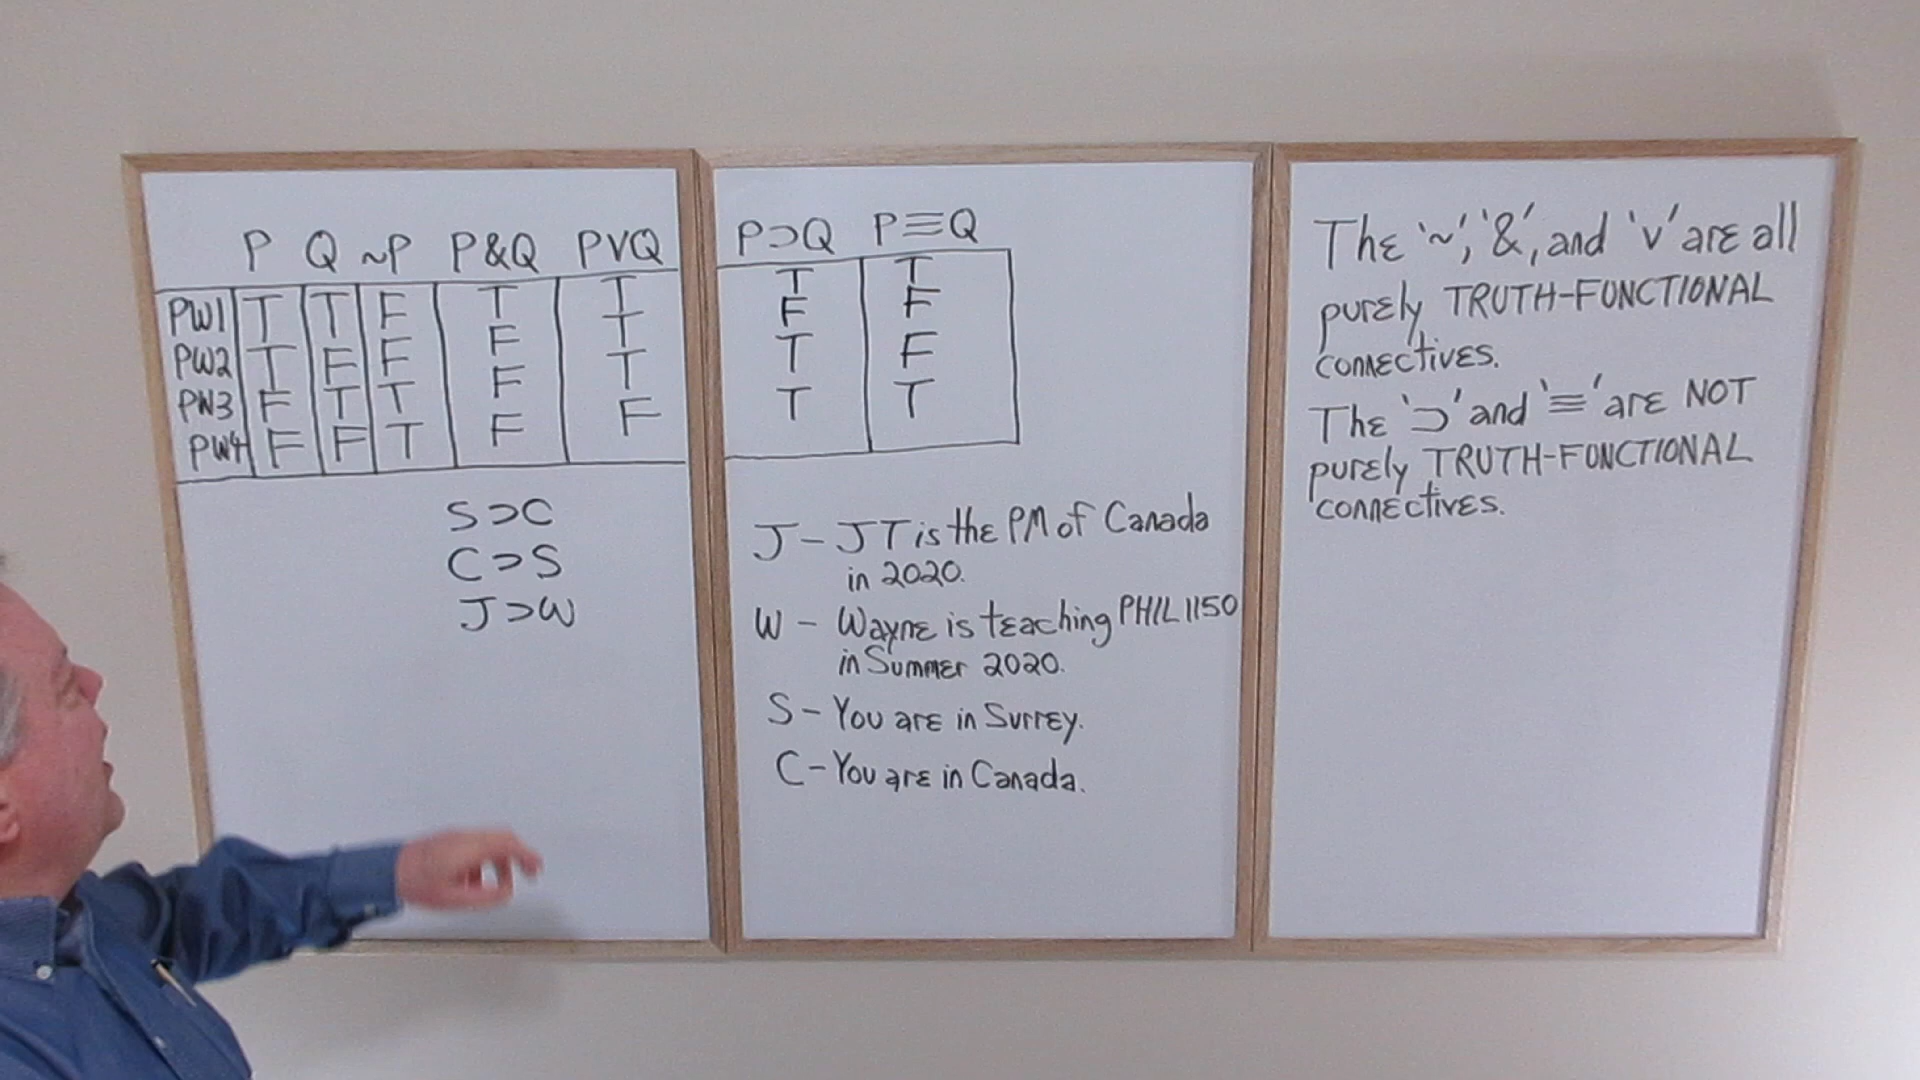 P Q ~P P&Q PVQ
PW1 T T F T T
PW2 T F F F T
PW3 F T T F T
PW4 F F T F F
S⊃C
C⊃S
J⊃W
P⊃Q P≡Q
T T
F F
T F
T T
J – JT is the PM of Canada
in 2020.
W – Wayne is teaching PHIL 1150
in Summer 2020.
S – You are in Surrey.
C – You are in Canada.
The '~', '&', and 'v' are all
purely TRUTH-FUNCTIONAL
connectives.
The '⊃' and '≡' are NOT
purely TRUTH-FUNCTIONAL
connectives.